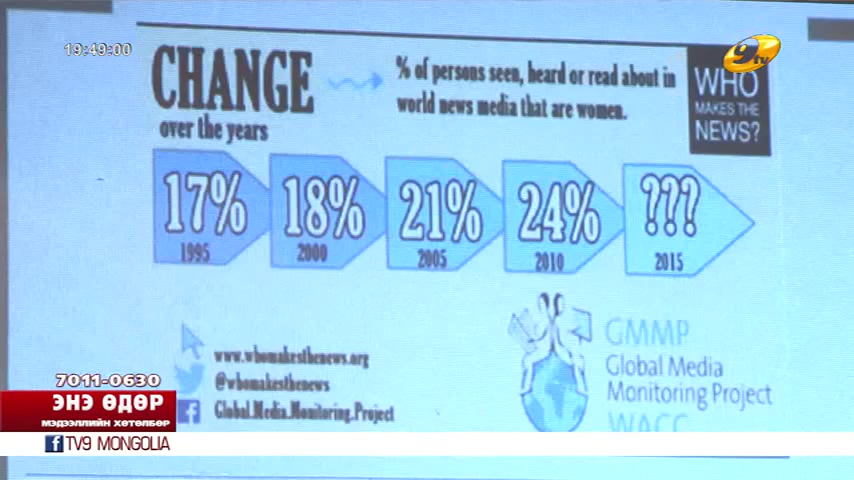 19:49:00
9tv
CHANGE
over the years
% of persons seen, heard or read about in
world news media that are women.
WHO
MAKES THE
NEWS?
17% 18% 21% 24% ???
1995 2000 2005 2010 2015
www.whomakesthenews.org
@whomakesthenews
Global.Media.Monitoring.Project
GMMP
Global Media
Monitoring Project
WACC
7011-0630
ЭНЭ ӨДӨР
МЭДЭЭЛЛИЙН ХӨТӨЛБӨР
TV9 MONGOLIA